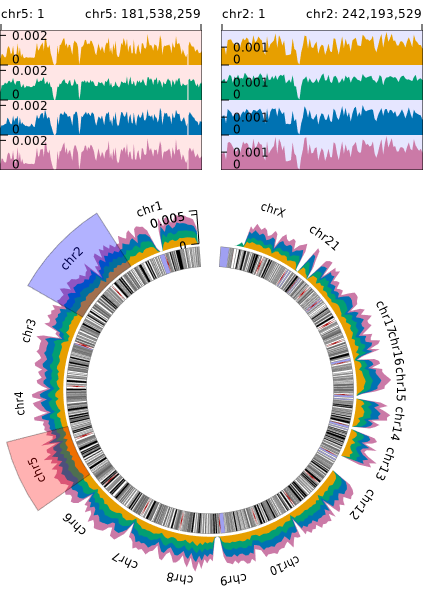 chr5: 1 chr5: 181,538,259 chr2: 1 chr2: 242,193,529
0.002
0
0.002
0
0.002
0
0.002
0
0.001
0
0.001
0
0.001
0
0.001
0
chr1
0.005
0
chrX
chr21
chr17
chr16
chr15
chr14
chr13
chr12
chr10
chr9
chr8
chr7
chr6
chr5
chr4
chr3
chr2